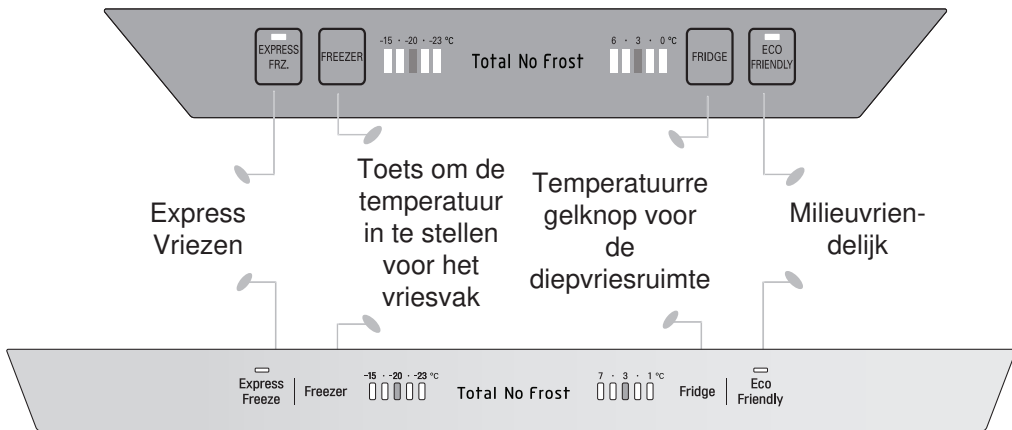 EXPRESS
FRZ.
FREEZER
-15 · -20 · -23 °C
Total No Frost
6 · 3 · 0 °C
FRIDGE
ECO
FRIENDLY
Express
Vriezen
Toets om de
temperatuur
in te stellen
voor het
vriesvak
Temperatuurre
gelknop voor
de
diepvriesruimte
Milieuvrien-
delijk
Express
Freeze
Freezer
-15 · -20 · -23 °C
Total No Frost
7 · 3 · 1 °C
Fridge
Eco
Friendly